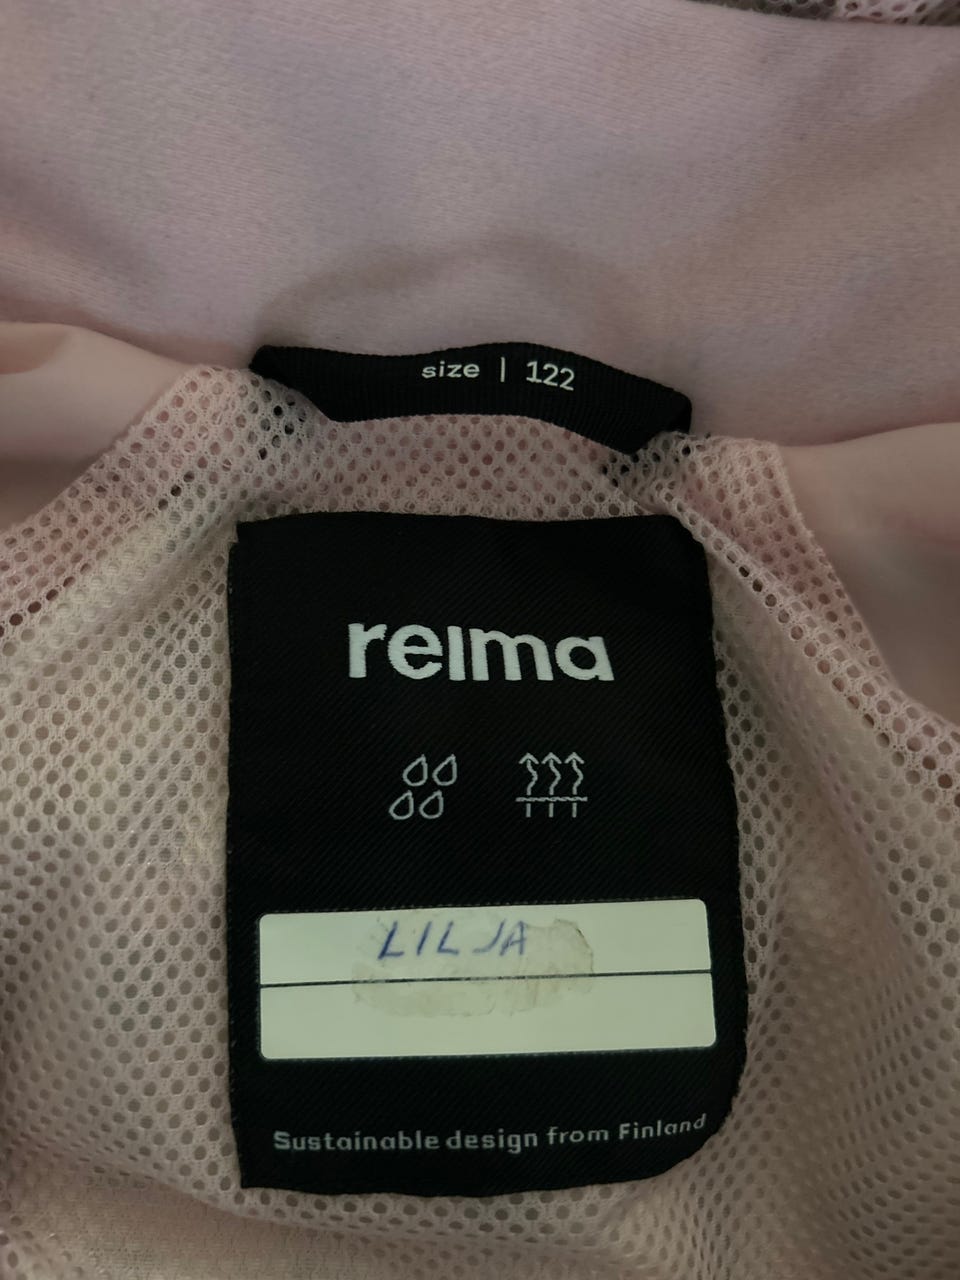 size | 122
reima
LILJA
Sustainable design from Finland